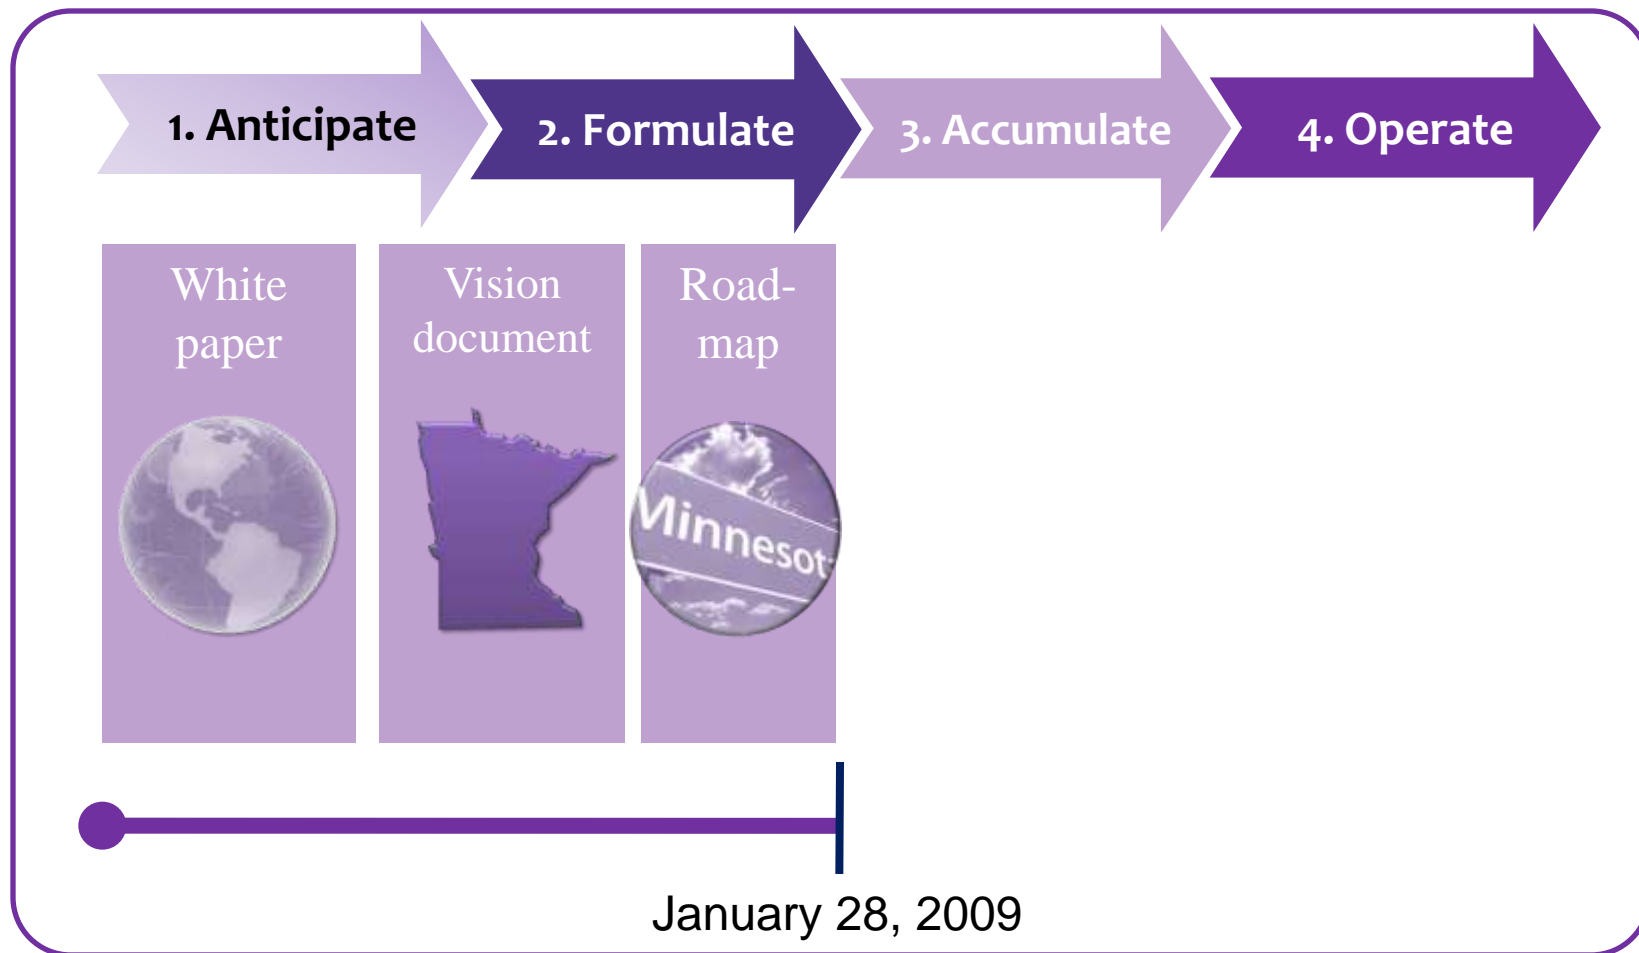 1. Anticipate
2. Formulate
3. Accumulate
4. Operate
White
paper
Vision
document
Road-
map
Minnesot
January 28, 2009